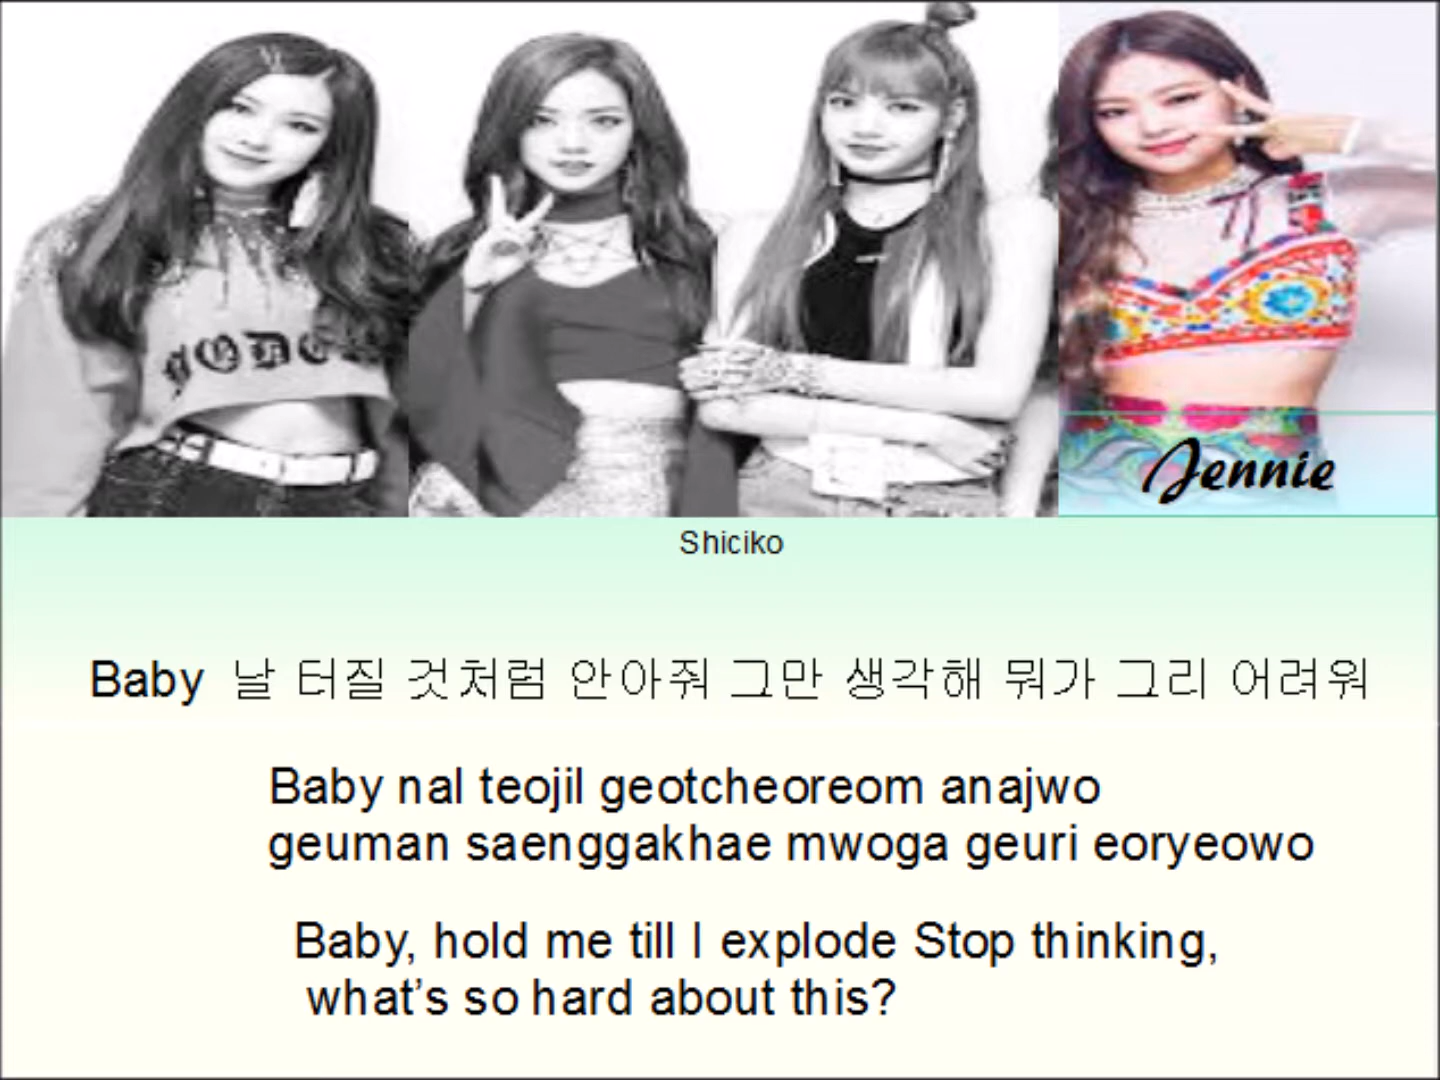 Jennie
Shiciko
Baby 날 터질 것처럼 안아줘 그만 생각해 뭐가 그리 어려워
Baby nal teojil geotcheoreom anajwo
geuman saenggakhae mwoga geuri eoryeowo
Baby, hold me till I explode Stop thinking,
what’s so hard about this?